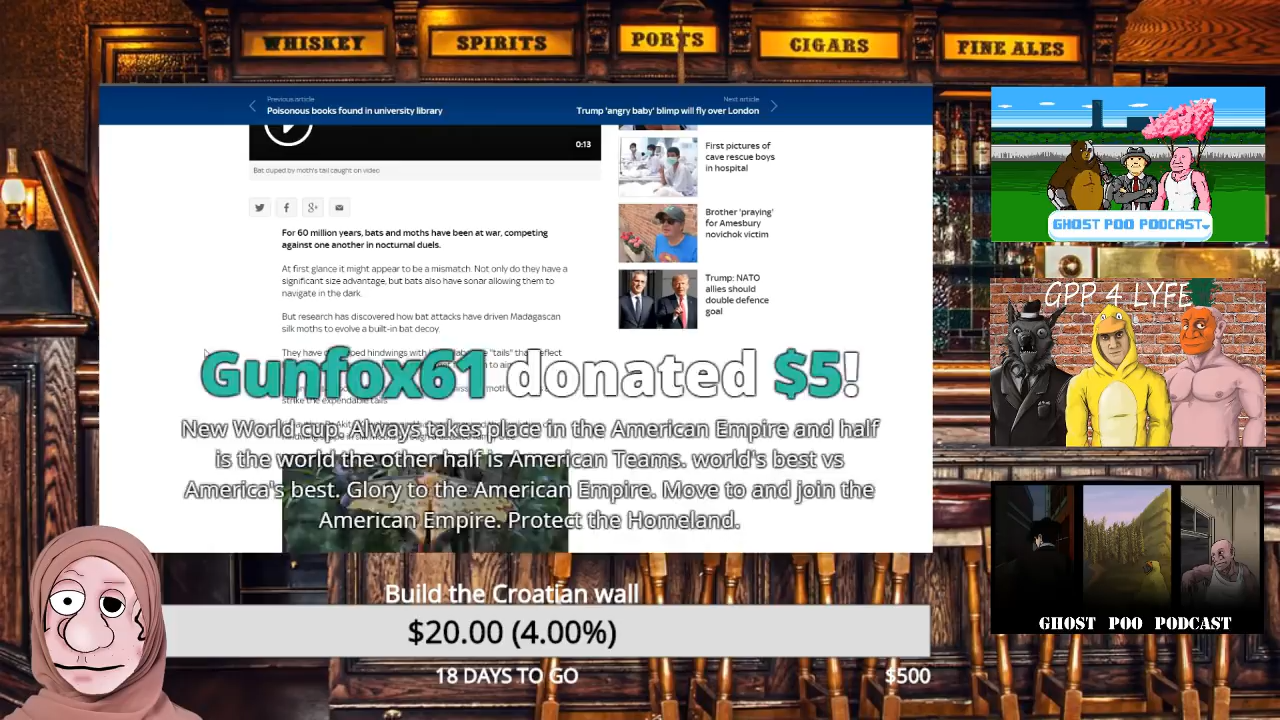 WHISKEY
SPIRITS
PORTS
CIGARS
FINE ALES
Previous article
Poisonous books found in university library
Next article
Trump 'angry baby' blimp will fly over London
0:13
Bat duped by moth's tail caught on video
First pictures of
cave rescue boys
in hospital
Brother 'praying'
for Amesbury
novichok victim
Trump: NATO
allies should
double defence
goal
For 60 million years, bats and moths have been at war, competing
against one another in nocturnal duels.
At first glance it might appear to be a mismatch. Not only do they have a
significant size advantage, but bats also have sonar allowing them to
navigate in the dark.
But research has discovered how bat attacks have driven Madagascan
silk moths to evolve a built-in bat decoy.
They have hindwings with "tails"
strike the expendable tails
Gunfox61 donated $5!
New World cup. Always takes place in the American Empire and half
is the world the other half is American Teams. world's best vs
America's best. Glory to the American Empire. Move to and join the
American Empire. Protect the Homeland.
Build the Croatian wall
$20.00 (4.00%)
18 DAYS TO GO
$500
GHOST POO PODCAST
GPP 4 LYFE
GHOST POO PODCAST